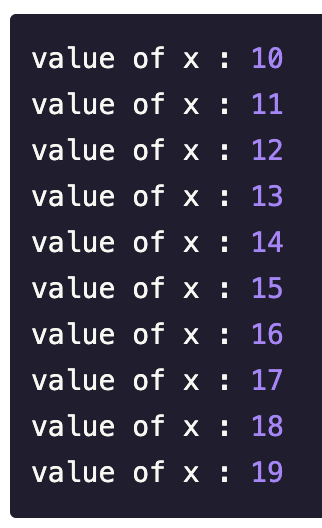 value of x : 10
value of x : 11
value of x : 12
value of x : 13
value of x : 14
value of x : 15
value of x : 16
value of x : 17
value of x : 18
value of x : 19